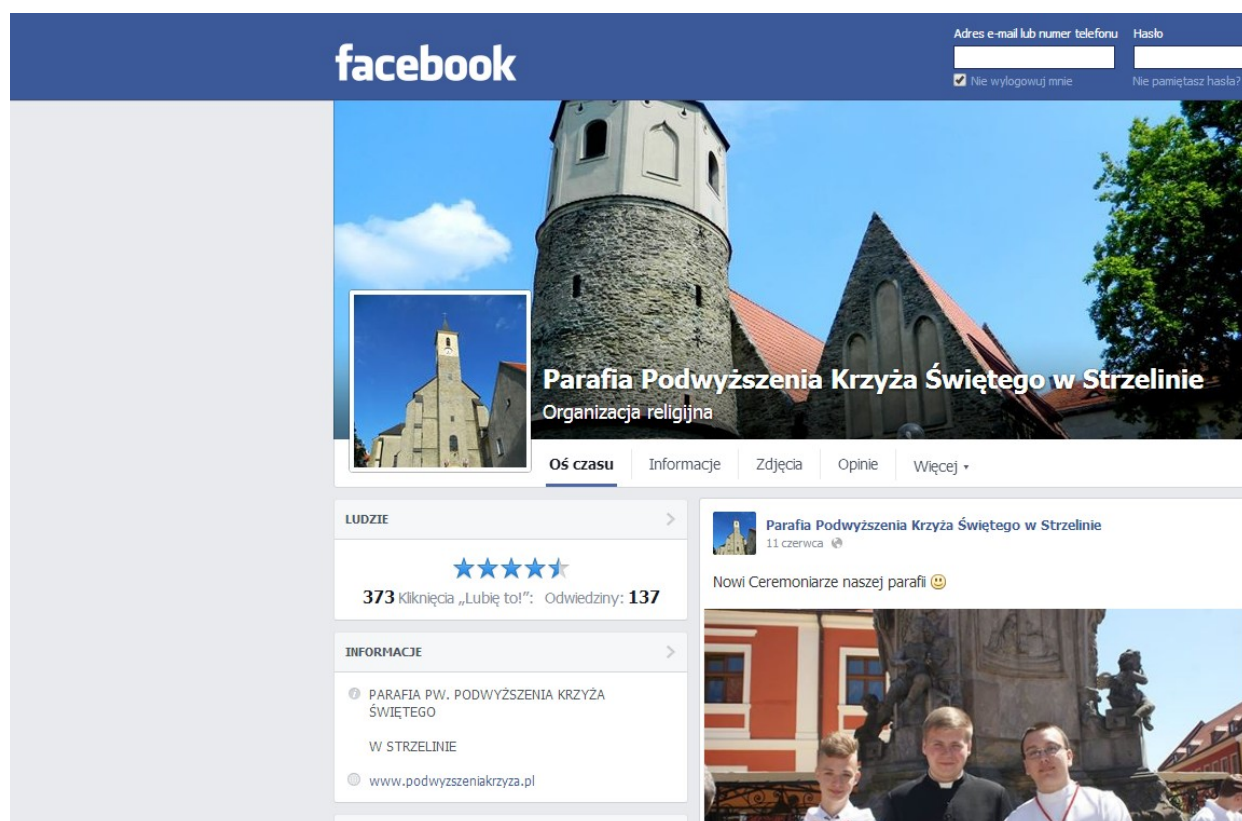 facebook
Adres e-mail lub numer telefonu
Hasło
Nie wylogowuj mnie
Nie pamiętasz hasła?
Parafia Podwyższenia Krzyża Świętego w Strzelinie
Organizacja religijna
Oś czasu Informacje Zdjęcia Opinie Więcej
LUDZIE
373 Kliknięcia „Lubię to!”: Odwiedziny: 137
INFORMACJE
PARAFIA PW. PODWYŻSZENIA KRZYŻA
ŚWIĘTEGO
W STRZELINIE
www.podwyzszeniakrzyza.pl
Parafia Podwyższenia Krzyża Świętego w Strzelinie
11 czerwca
Nowi Ceremoniarze naszej parafii